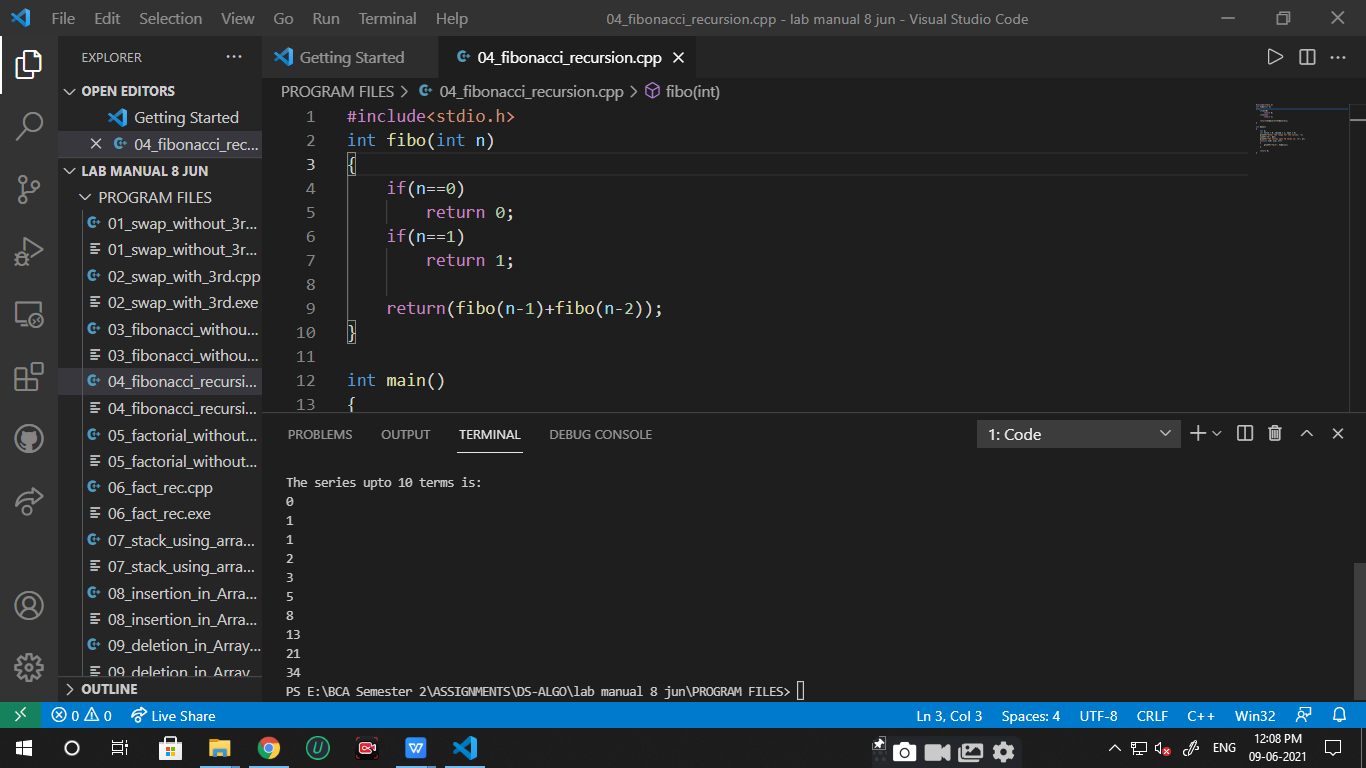 File Edit Selection View Go Run Terminal Help 04_fibonacci_recursion.cpp - lab manual 8 jun - Visual Studio Code
EXPLORER
OPEN EDITORS
Getting Started
04_fibonacci_rec...
LAB MANUAL 8 JUN
PROGRAM FILES
01_swap_without_3r...
01_swap_without_3r...
02_swap_with_3rd.cpp
02_swap_with_3rd.exe
03_fibonacci_withou...
03_fibonacci_withou...
04_fibonacci_recursi...
04_fibonacci_recursi...
05_factorial_without...
05_factorial_without...
06_fact_rec.cpp
06_fact_rec.exe
07_stack_using_arra...
07_stack_using_arra...
08_insertion_in_Arra...
08_insertion_in_Arra...
09_deletion_in_Array...
09_deletion_in_Array
OUTLINE
Getting Started 04_fibonacci_recursion.cpp
PROGRAM FILES > 04_fibonacci_recursion.cpp > fibo(int)
1 #include<stdio.h>
2 int fibo(int n)
3 {
4 if(n==0)
5 return 0;
6 if(n==1)
7 return 1;
8
9 return(fibo(n-1)+fibo(n-2));
10 }
11
12 int main()
13 {
PROBLEMS OUTPUT TERMINAL DEBUG CONSOLE 1: Code
The series upto 10 terms is:
0
1
1
2
3
5
8
13
21
34
PS E:\BCA Semester 2\ASSIGNMENTS\DS-ALGO\lab manual 8 jun\PROGRAM FILES>
0 0 Live Share Ln 3, Col 3 Spaces: 4 UTF-8 CRLF C++ Win32
ENG 12:08 PM
09-06-2021